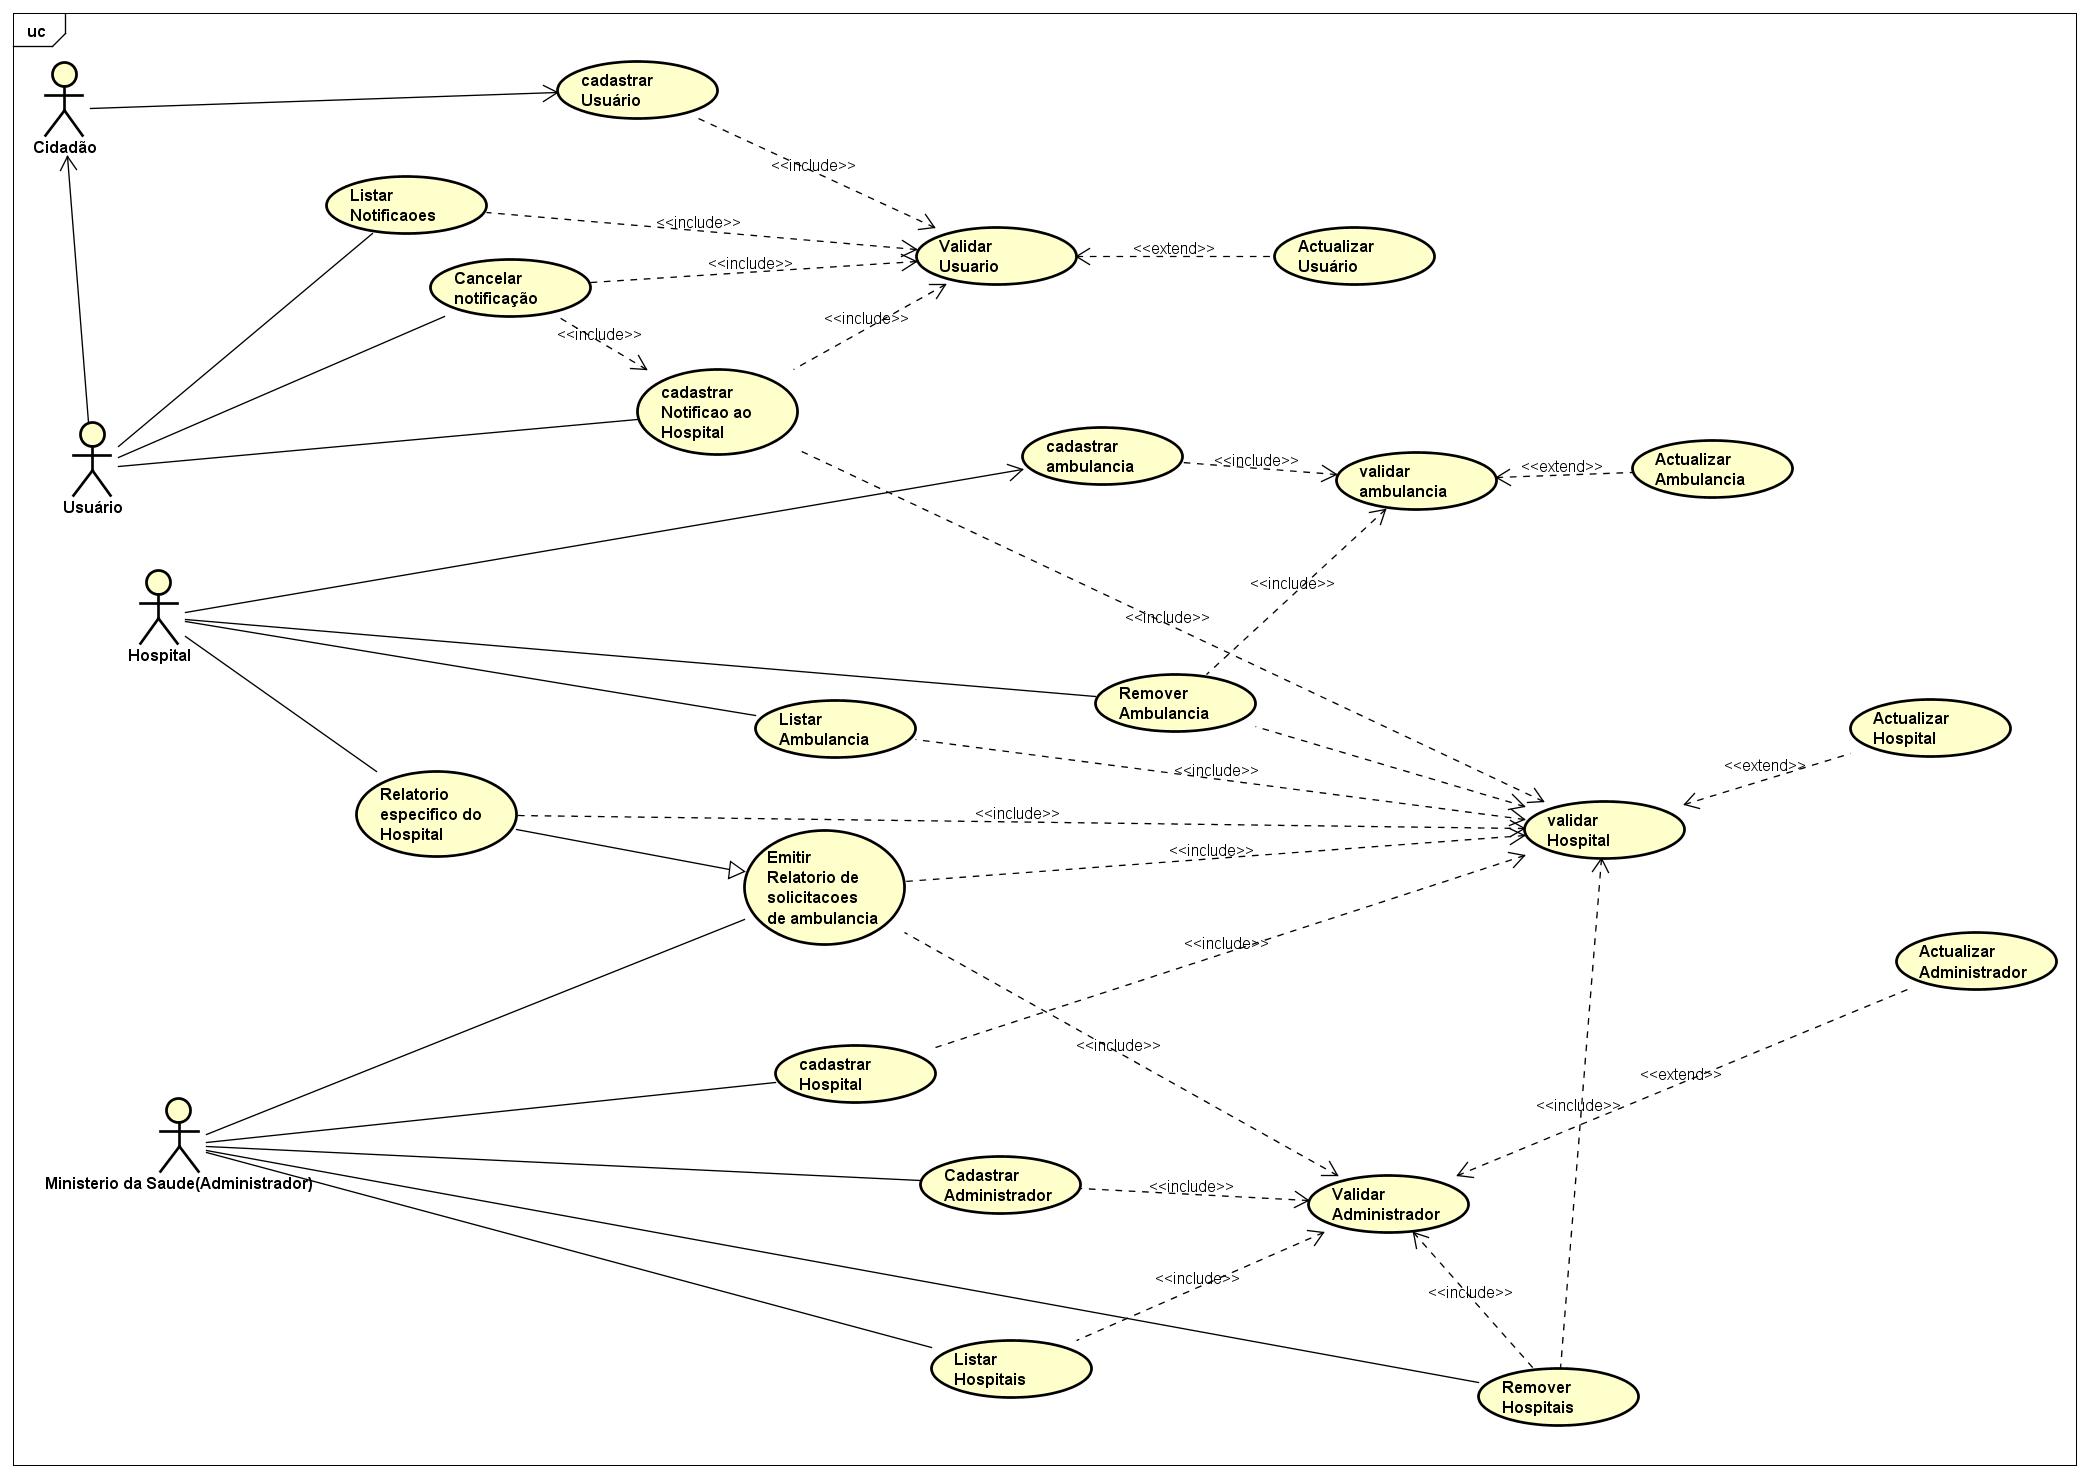 uc
cadastrar
Usuário
Cidadão
<<include>>
Listar
Notificaoes
<<include>>
Validar
Usuario
<<extend>>
Actualizar
Usuário
<<include>>
Cancelar
notificação
<<include>>
<<include>>
cadastrar
Notificao ao
Hospital
Usuário
cadastrar
ambulancia
<<include>>
validar
ambulancia
<<extend>>
Actualizar
Ambulancia
Hospital
<<include>>
<<include>>
Remover
Ambulancia
Listar
Ambulancia
<<include>>
Actualizar
Hospital
<<extend>>
Relatorio
especifico do
Hospital
<<include>>
validar
Hospital
Emitir
Relatorio de
solicitacoes
de ambulancia
<<include>>
<<include>>
Actualizar
Administrador
<<include>>
cadastrar
Hospital
<<extend>>
<<include>>
Ministerio da Saude(Administrador)
Cadastrar
Administrador
<<include>>
Validar
Administrador
<<include>>
<<include>>
Listar
Hospitais
Remover
Hospitais